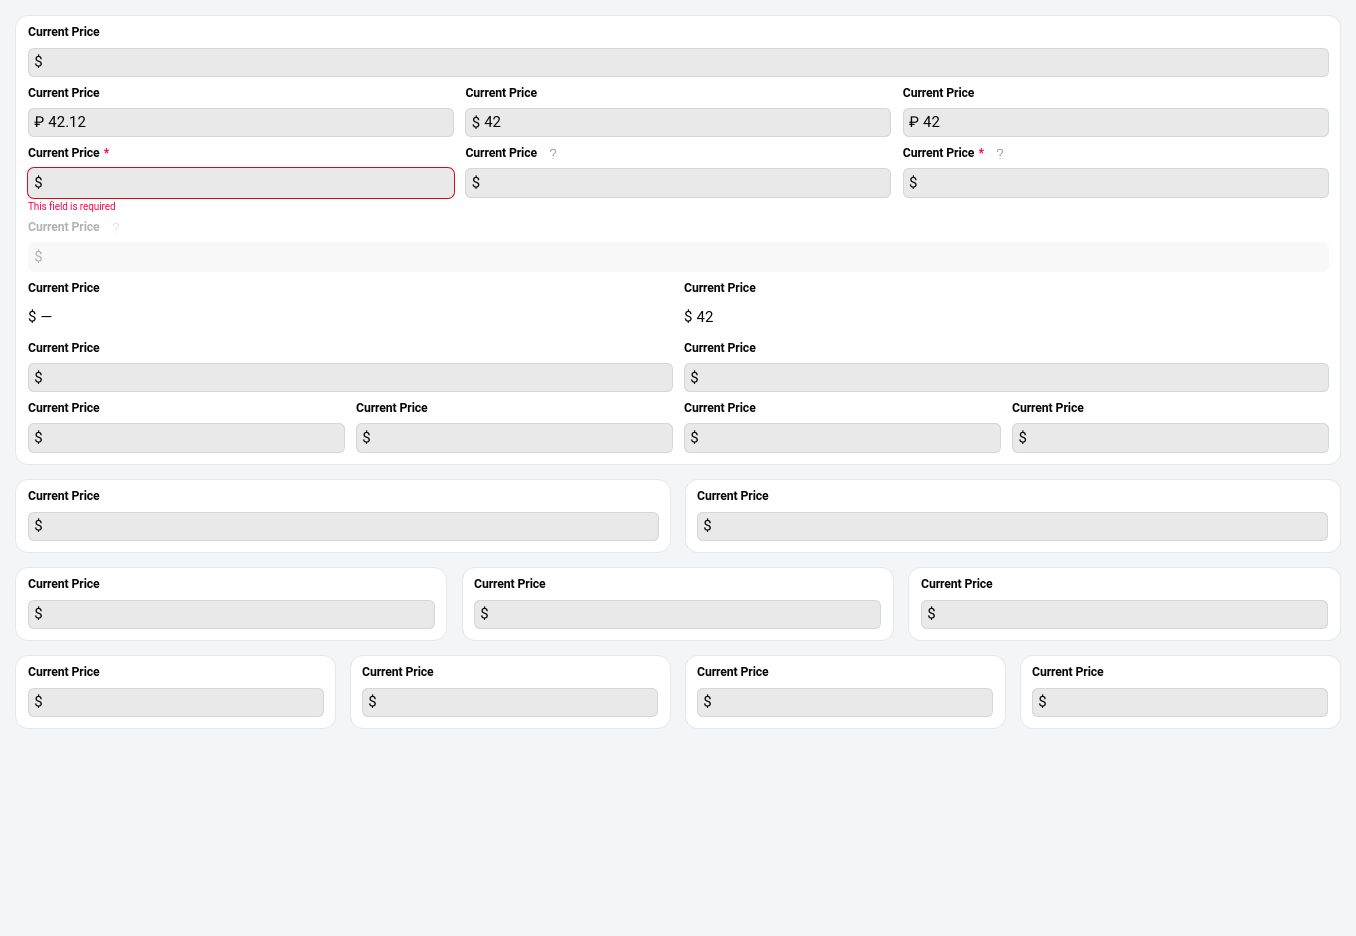 Current Price
$
Current Price Current Price Current Price
₽ 42.12 $ 42 ₽ 42
Current Price * Current Price ? Current Price * ?
$ $ $
This field is required
Current Price ?
$
Current Price Current Price
$ — $ 42
Current Price Current Price
$ $
Current Price Current Price Current Price Current Price
$ $ $ $
Current Price Current Price
$ $
Current Price Current Price Current Price
$ $ $
Current Price Current Price Current Price Current Price
$ $ $ $